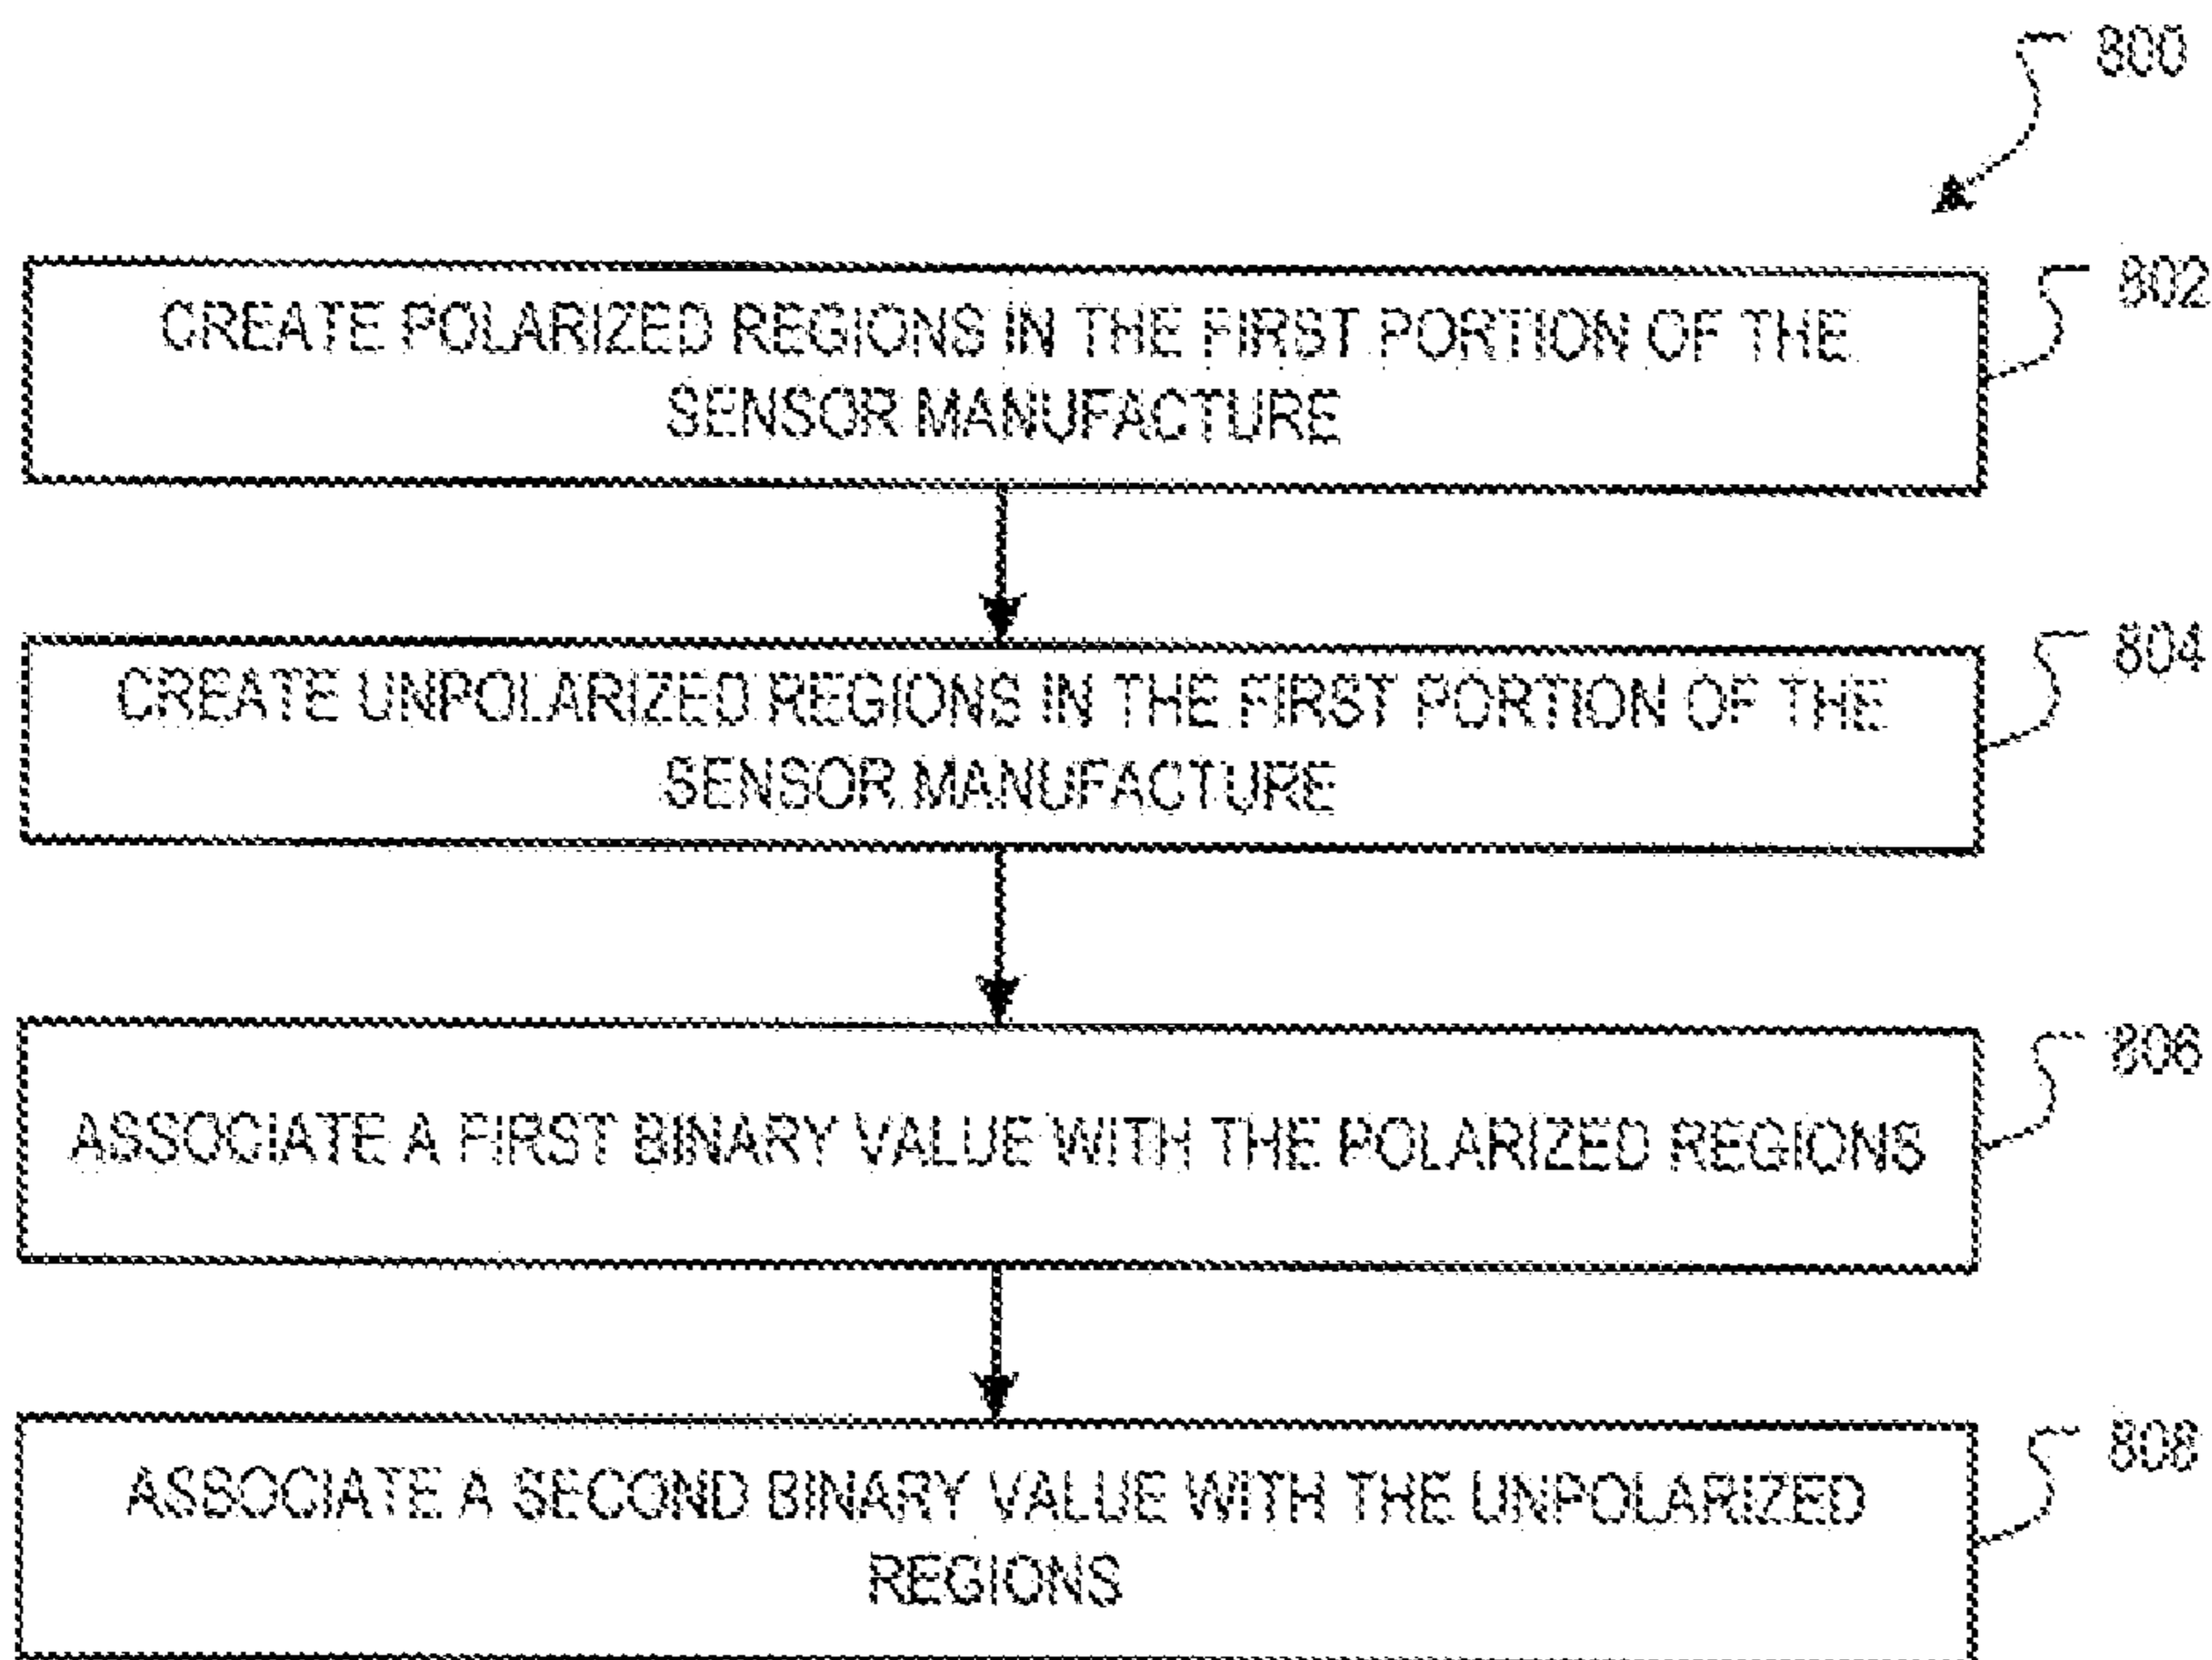 800
802
CREATE POLARIZED REGIONS IN THE FIRST PORTION OF THE
SENSOR MANUFACTURE
804
CREATE UNPOLARIZED REGIONS IN THE FIRST PORTION OF THE
SENSOR MANUFACTURE
806
ASSOCIATE A FIRST BINARY VALUE WITH THE POLARIZED REGIONS
808
ASSOCIATE A SECOND BINARY VALUE WITH THE UNPOLARIZED
REGIONS